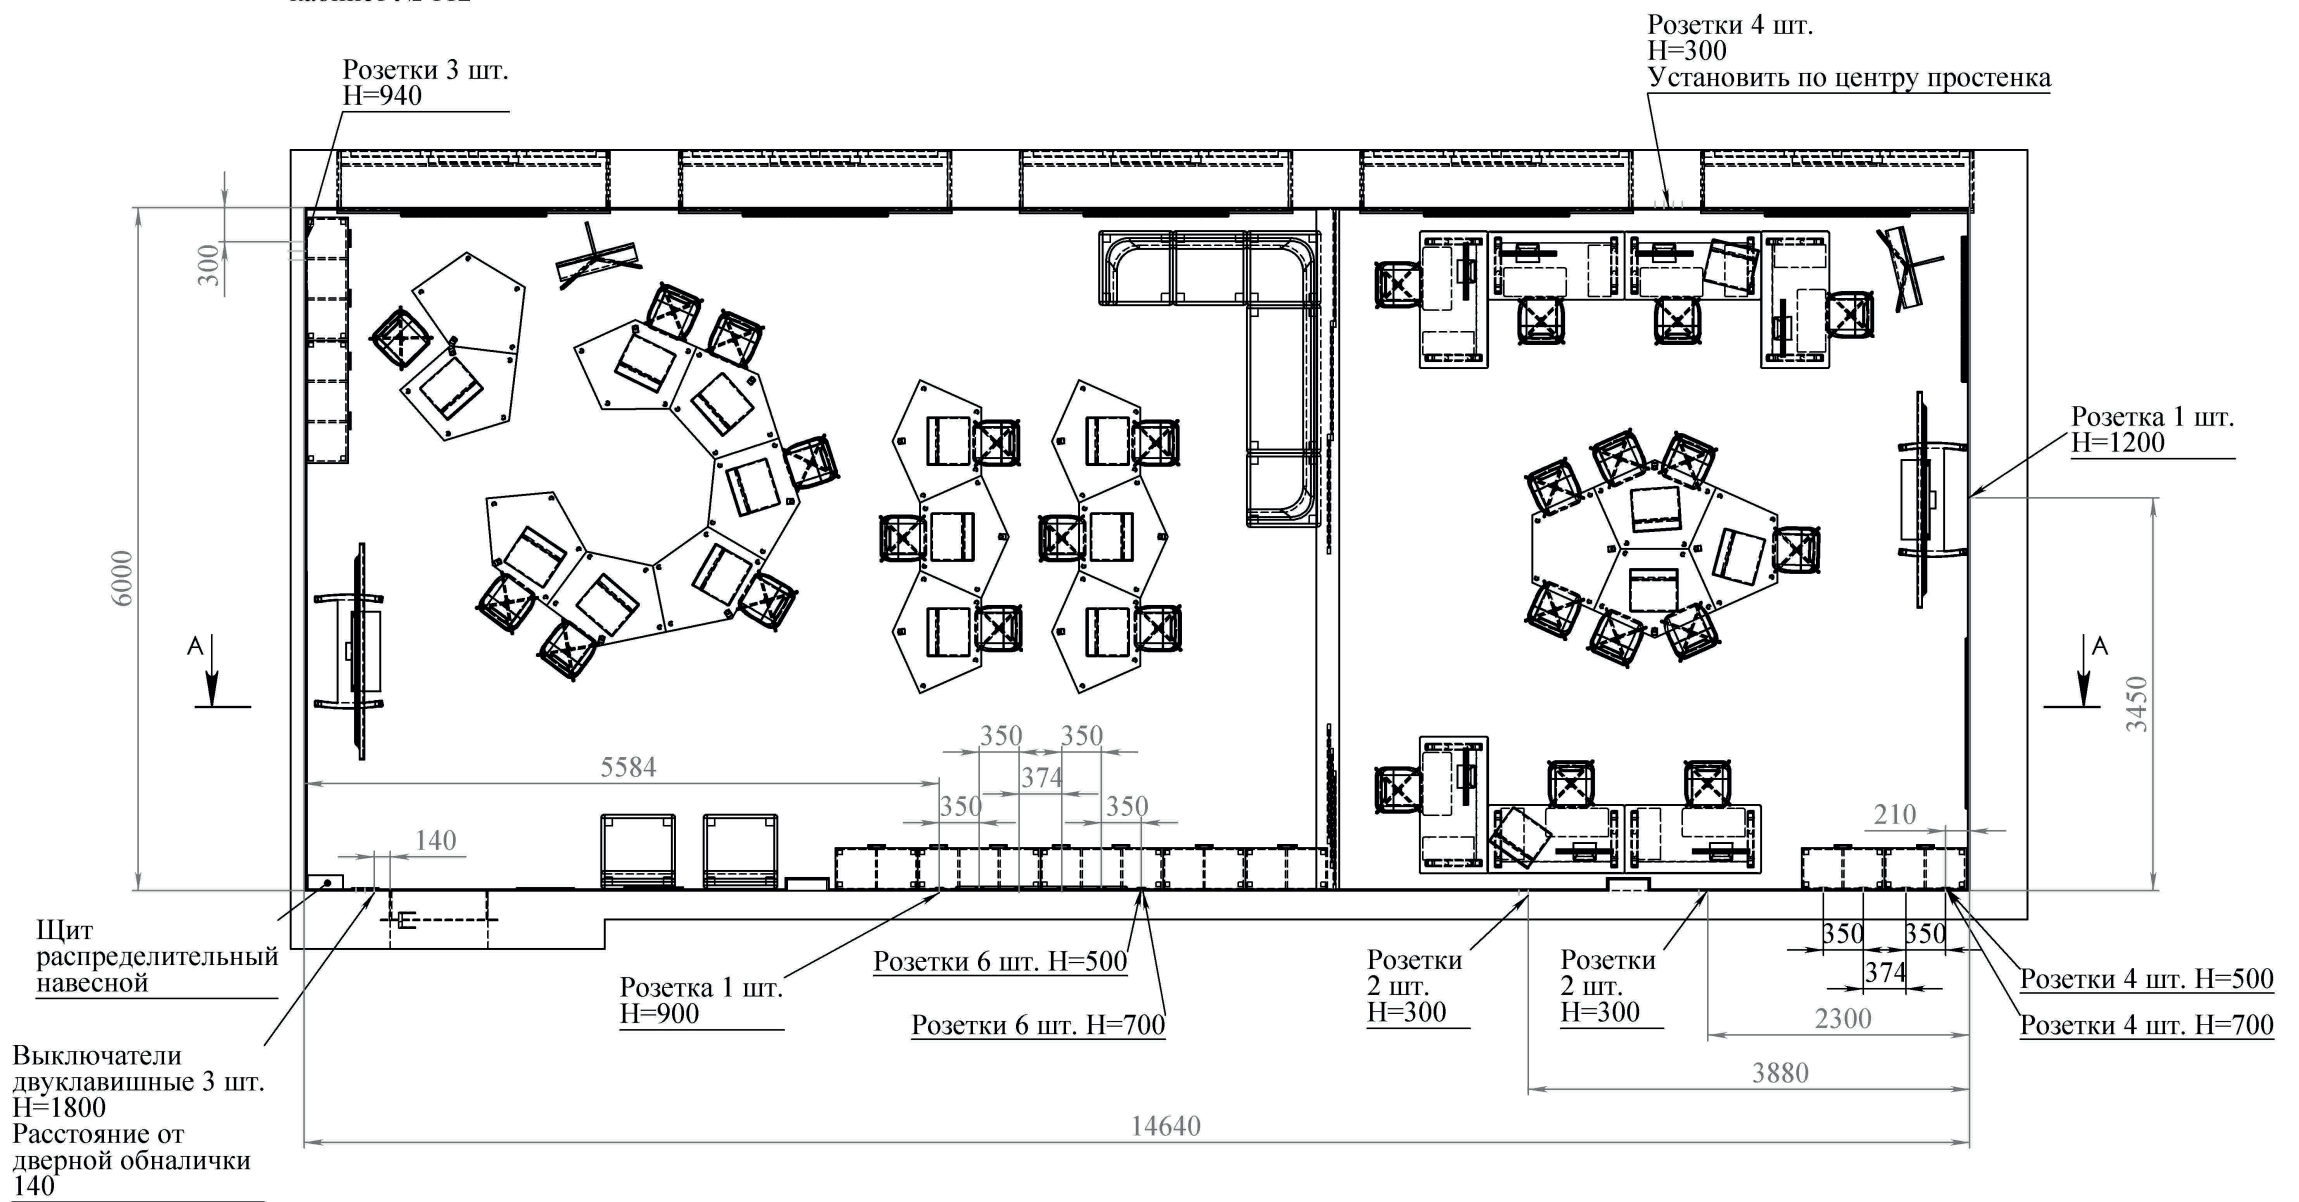 Розетки 4 шт.
H=300
Установить по центру простенка
Розетки 3 шт.
H=940
300
6000
Розетка 1 шт.
H=1200
A
A
3450
350
350
5584
374
350
350
140
210
Щит
распределительный
навесной
Розетка 1 шт.
H=900
Розетки 6 шт. H=500
Розетки 6 шт. H=700
Розетки
2 шт.
H=300
Розетки
2 шт.
H=300
350
350
374
Розетки 4 шт. H=500
Розетки 4 шт. H=700
2300
3880
14640
Выключатели
двуклавишные 3 шт.
H=1800
Расстояние от
дверной обналички
140